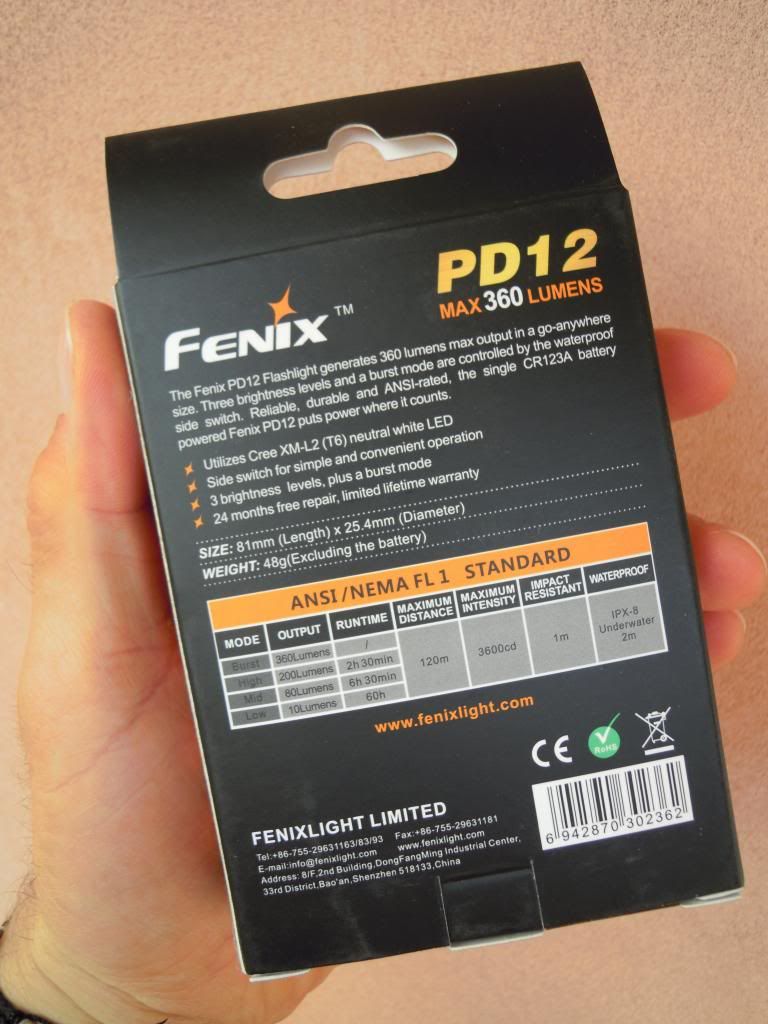 PD12
MAX 360 LUMENS
FENIX™
The Fenix PD12 Flashlight generates 360 lumens max output in a go-anywhere
size. Three brightness levels and a burst mode are controlled by the waterproof
side switch. Reliable, durable and ANSI-rated, the single CR123A battery
powered Fenix PD12 puts power where it counts.
Utilizes Cree XM-L2 (T6) neutral white LED
Side switch for simple and convenient operation
3 brightness levels, plus a burst mode
24 months free repair, limited lifetime warranty
SIZE: 81mm (Length) x 25.4mm (Diameter)
WEIGHT: 48g(Excluding the battery)
ANSI/NEMA FL 1 STANDARD
MODE OUTPUT RUNTIME MAXIMUM DISTANCE MAXIMUM INTENSITY IMPACT RESISTANT WATERPROOF
Burst 360Lumens /
High 200Lumens 2h 30min
Mid 80Lumens 6h 30min
Low 10Lumens 60h
120m 3600cd 1m IPX-8 Underwater 2m
www.fenixlight.com
CE RoHS
6 942870 302362
FENIXLIGHT LIMITED
Tel:+86-755-29631163/83/93 Fax:+86-755-29631181
E-mail:info@fenixlight.com www.fenixlight.com
Address: 8/F,2nd Building,DongFangMing Industrial Center,
33rd District,Bao'an,Shenzhen 518133,China